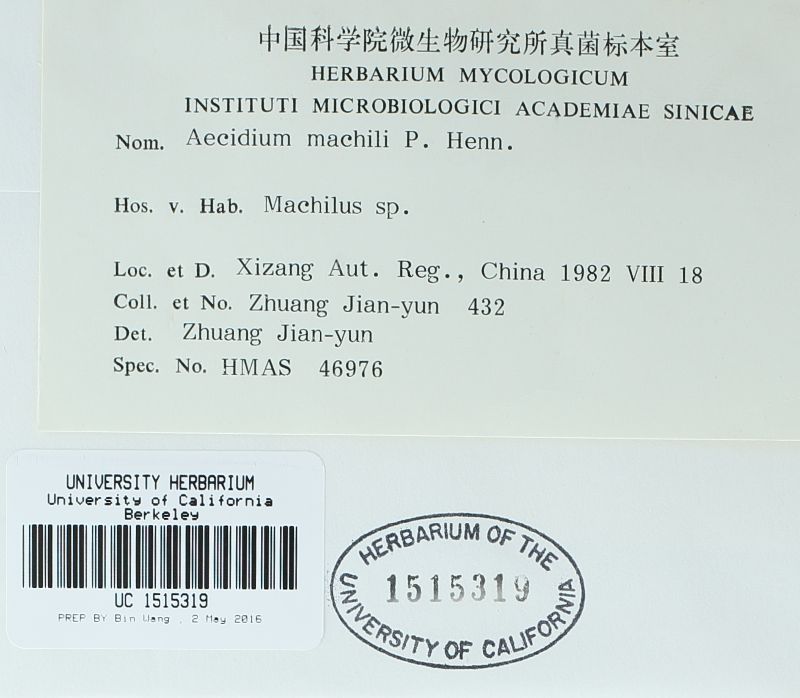 中国科学院微生物研究所真菌标本室
HERBARIUM MYCOLOGICUM
INSTITUTI MICROBIOLOGICI ACADEMIAE SINICAE
Nom. Aecidium machili P. Henn.
Hos. v. Hab. Machilus sp.
Loc. et D. Xizang Aut. Reg., China 1982 VIII 18
Coll. et No. Zhuang Jian-yun 432
Det. Zhuang Jian-yun
Spec. No. HMAS 46976
UNIVERSITY HERBARIUM
University of California
Berkeley
UC 1515319
PREP BY Bin Wang , 2 May 2016
HERBARIUM OF THE
1515319
UNIVERSITY OF CALIFORNIA